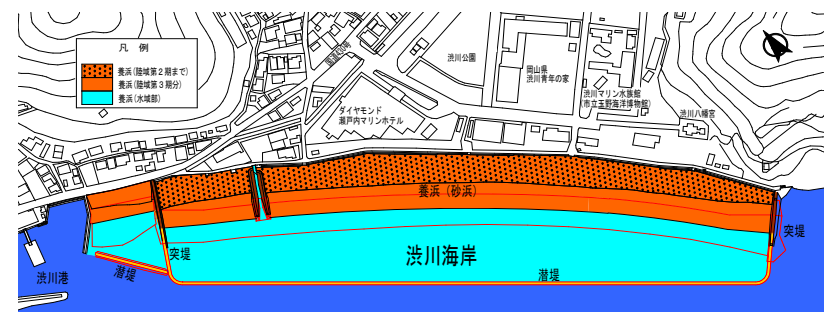 凡 例
養浜(陸域第2期まで)
養浜(陸域第3期分)
養浜(水域部)
渋川公園
岡山県
渋川青年の家
渋川マリン水族館
(市立玉野海洋博物館)
渋川八幡宮
ダイヤモンド
瀬戸内マリンホテル
養浜(砂浜)
渋川海岸
突堤
突堤
潜堤
潜堤
渋川港